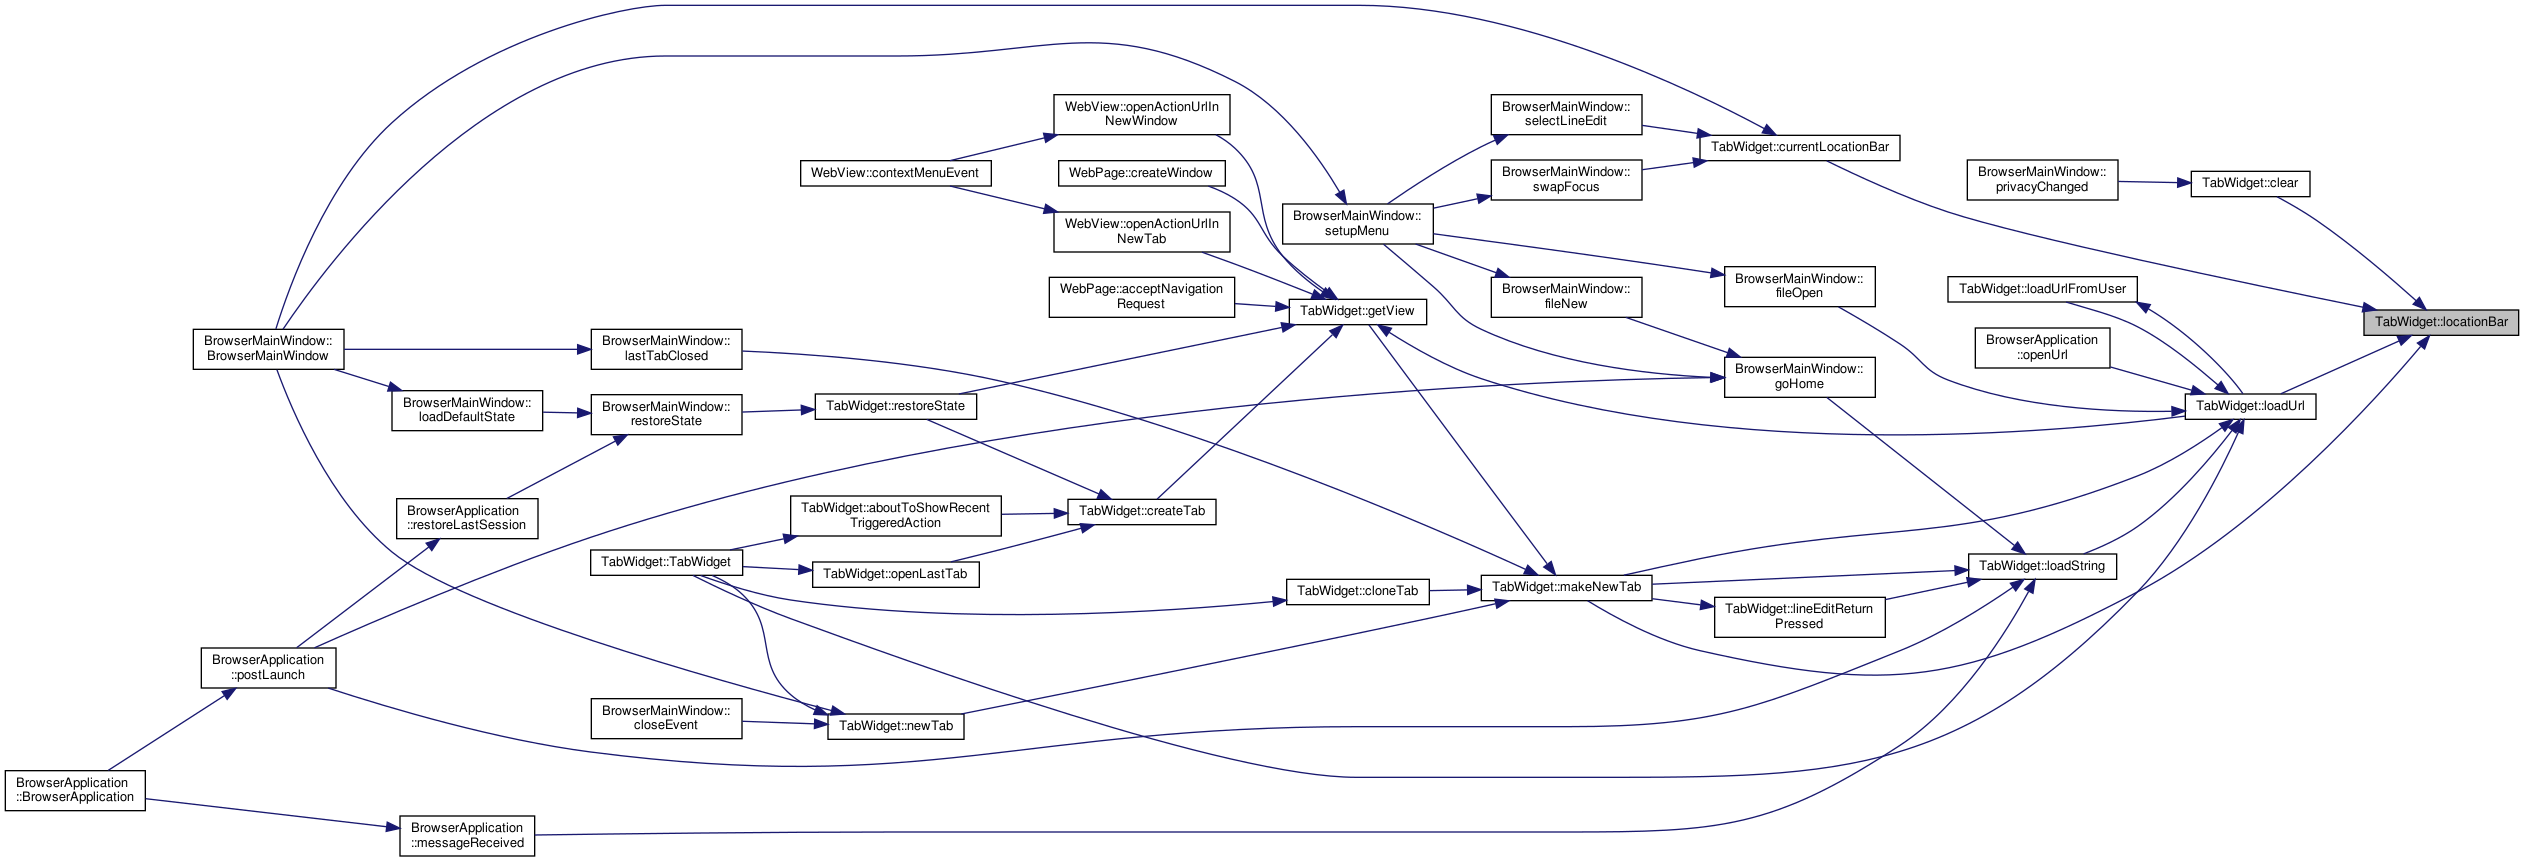 WebView::openActionUrlIn
NewWindow
BrowserMainWindow::
selectLineEdit
TabWidget::currentLocationBar
WebView::contextMenuEvent
WebPage::createWindow
BrowserMainWindow::
swapFocus
BrowserMainWindow::
privacyChanged
TabWidget::clear
WebView::openActionUrlIn
NewTab
BrowserMainWindow::
setupMenu
BrowserMainWindow::
fileOpen
TabWidget::loadUrlFromUser
WebPage::acceptNavigation
Request
TabWidget::getView
BrowserMainWindow::
fileNew
TabWidget::locationBar
BrowserMainWindow::
BrowserMainWindow
BrowserMainWindow::
lastTabClosed
BrowserApplication
::openUrl
BrowserMainWindow::
goHome
BrowserMainWindow::
loadDefaultState
BrowserMainWindow::
restoreState
TabWidget::restoreState
TabWidget::loadUrl
BrowserApplication
::restoreLastSession
TabWidget::aboutToShowRecent
TriggeredAction
TabWidget::createTab
TabWidget::TabWidget
TabWidget::openLastTab
TabWidget::cloneTab
TabWidget::makeNewTab
TabWidget::loadString
TabWidget::lineEditReturn
Pressed
BrowserApplication
::postLaunch
BrowserMainWindow::
closeEvent
TabWidget::newTab
BrowserApplication
::BrowserApplication
BrowserApplication
::messageReceived